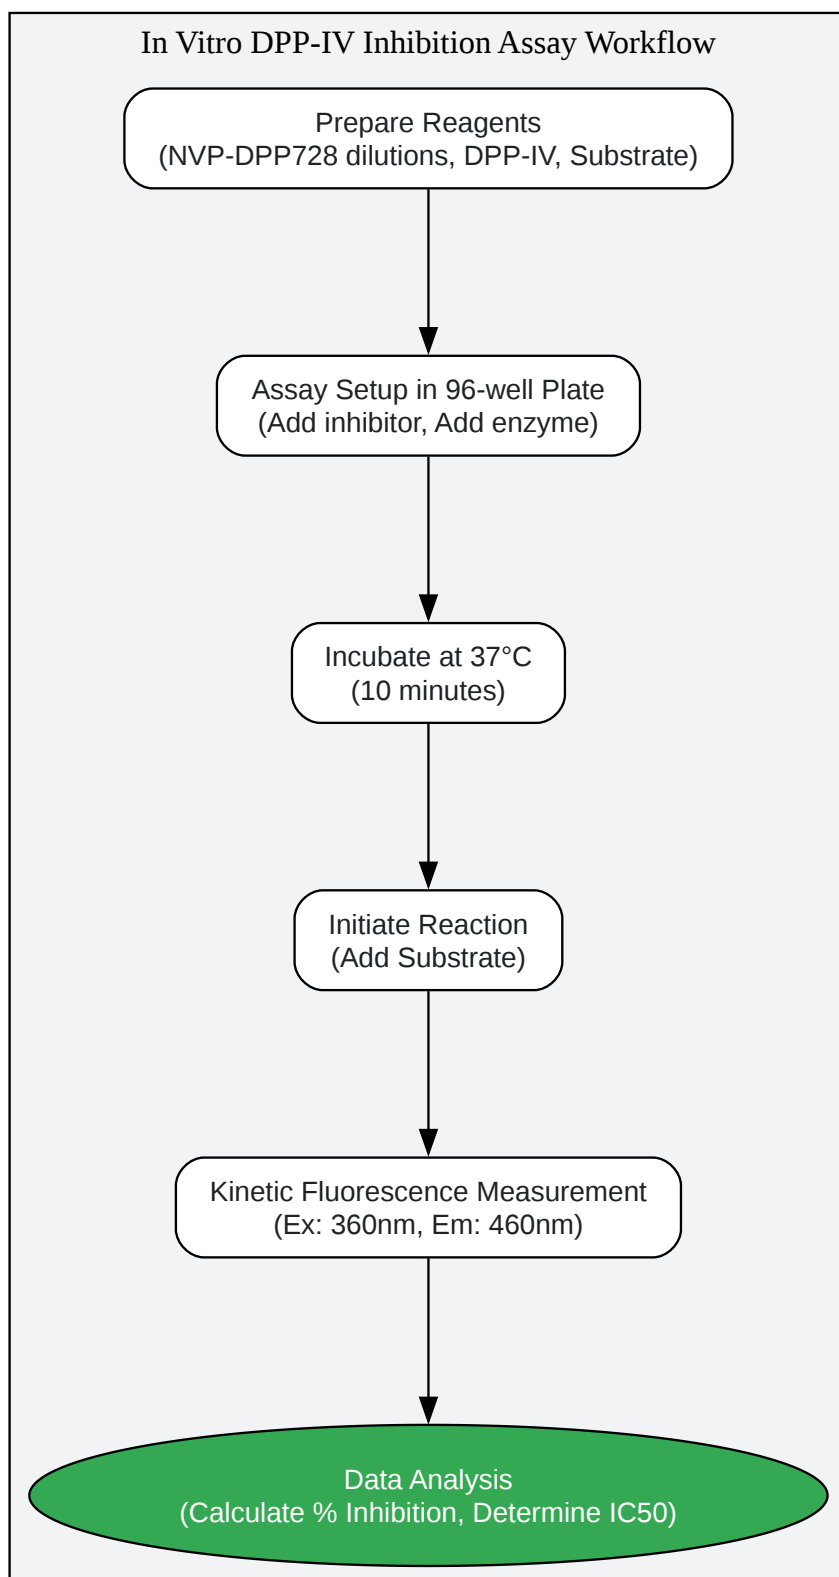 In Vitro DPP-IV Inhibition Assay Workflow
Prepare Reagents
(NVP-DPP728 dilutions, DPP-IV, Substrate)
Assay Setup in 96-well Plate
(Add inhibitor, Add enzyme)
Incubate at 37°C
(10 minutes)
Initiate Reaction
(Add Substrate)
Kinetic Fluorescence Measurement
(Ex: 360nm, Em: 460nm)
Data Analysis
(Calculate % Inhibition, Determine IC50)